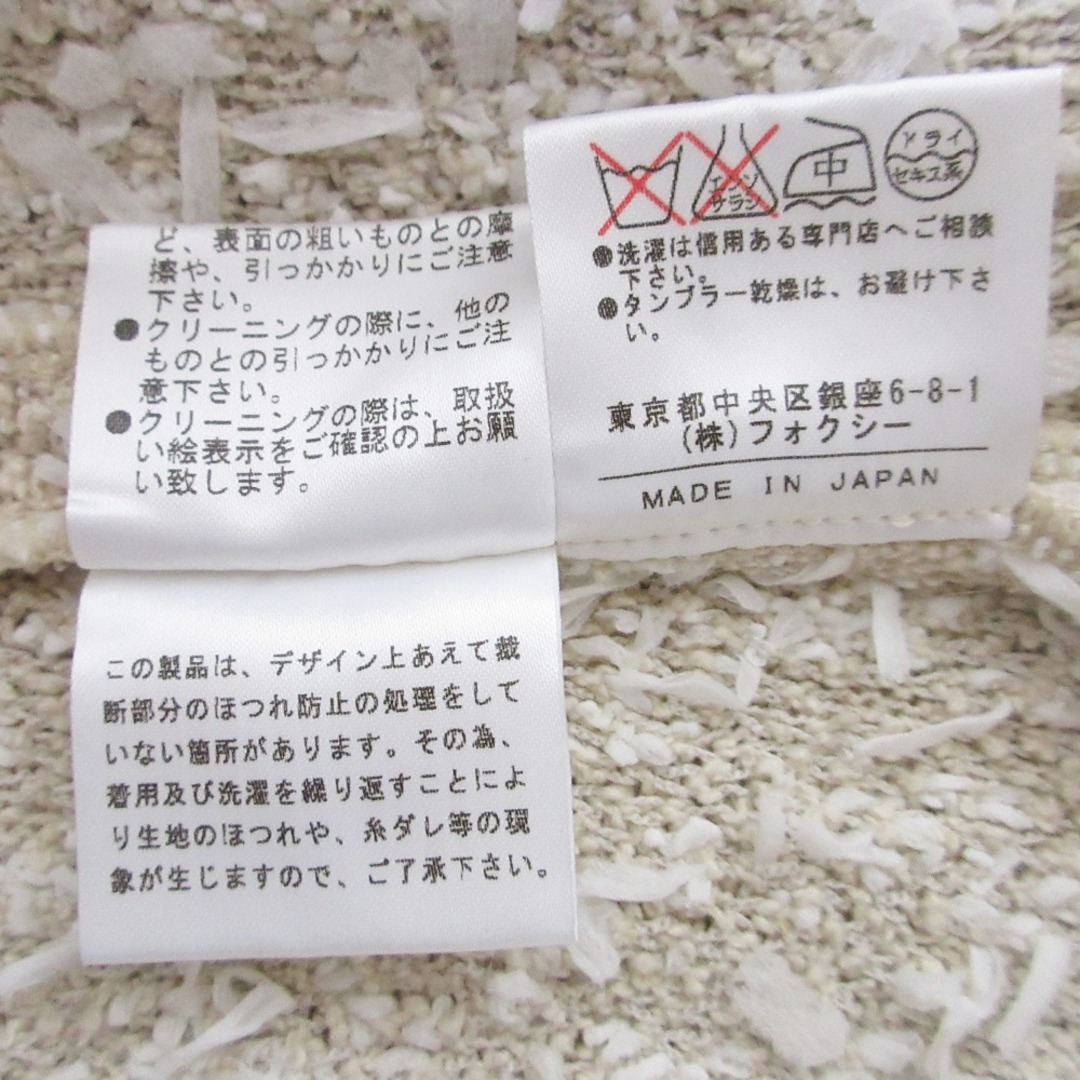 ど、表面の粗いものとの摩
擦や、引っかかりにご注意
下さい。
●クリーニングの際に、他の
ものとの引っかかりにご注
意下さい。
●クリーニングの際は、取扱
い絵表示をご確認の上お願
い致します。
エンソ
サラシ
中
ドライ
セキユ系
●洗濯は信用ある専門店へご相談
下さい。
●タンブラー乾燥は、お避け下さ
い。
東京都中央区銀座6-8-1
(株)フォクシー
MADE IN JAPAN
この製品は、デザイン上あえて裁
断部分のほつれ防止の処理をして
いない箇所があります。その為、
着用及び洗濯を繰り返すことによ
り生地のほつれや、糸ダレ等の現
象が生じますので、ご了承下さい。